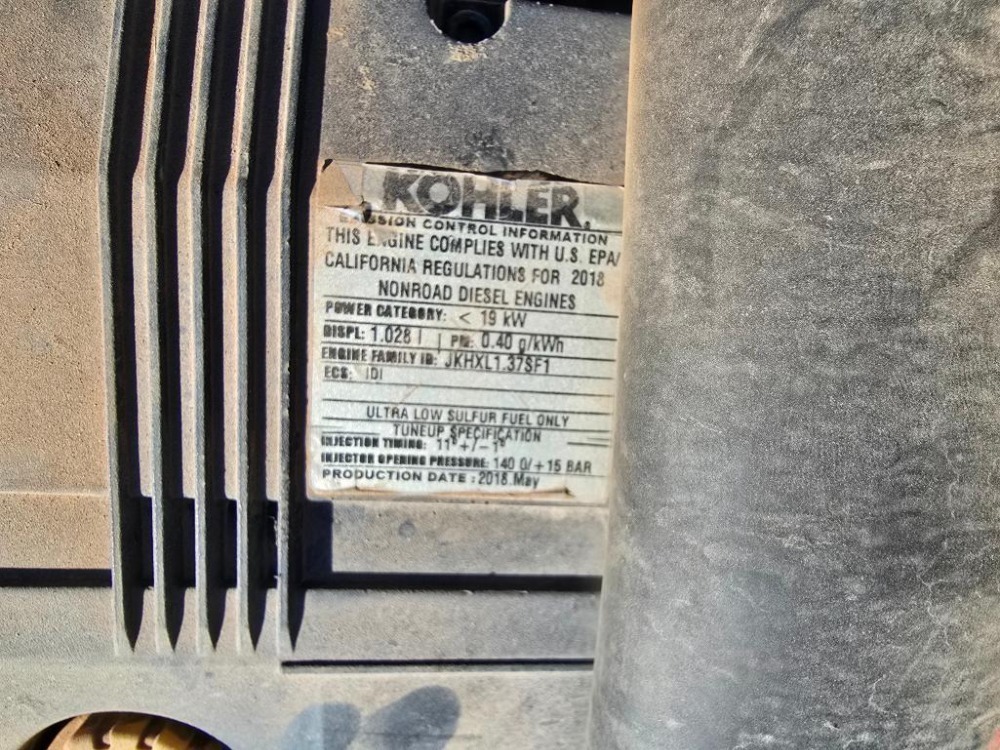 KOHLER.
EMISSION CONTROL INFORMATION
THIS ENGINE COMPLIES WITH U.S. EPA/
CALIFORNIA REGULATIONS FOR 2018
NONROAD DIESEL ENGINES
POWER CATEGORY: < 19 kW
DISPL: 1.028 l | PM: 0.40 g/kWh
ENGINE FAMILY ID: JKHXL1.37SF1
ECS: IDI
ULTRA LOW SULFUR FUEL ONLY
TUNEUP SPECIFICATION
INJECTION TIMING: 11°+/-1°
INJECTOR OPENING PRESSURE: 140 0/+15 BAR
PRODUCTION DATE : 2018.May